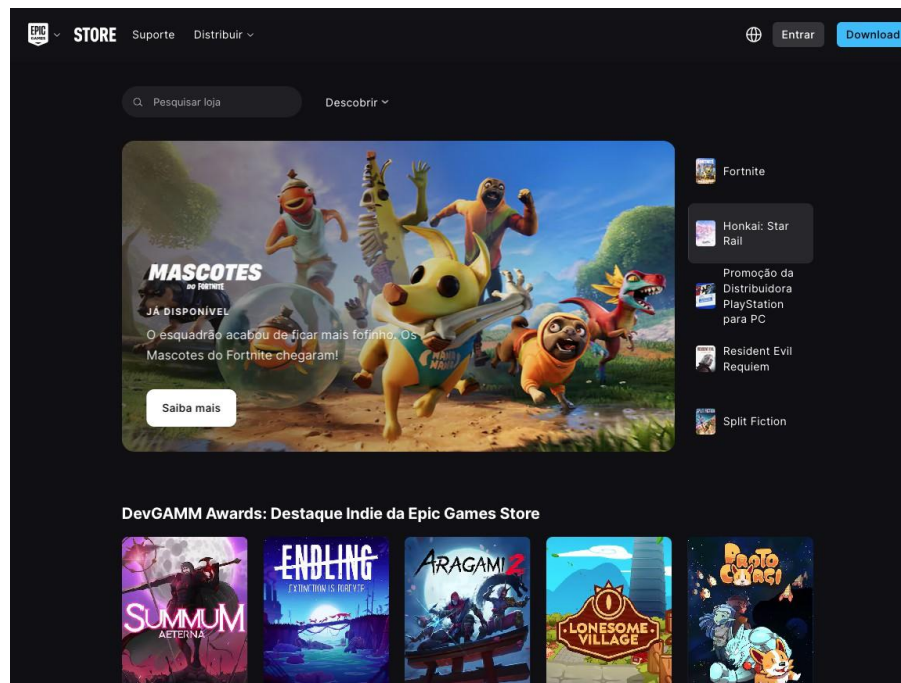 EPIC
GAMES
STORE
Suporte
Distribuir
Entrar
Download
Pesquisar loja
Descobrir
MASCOTES
DO FORTNITE
JÁ DISPONÍVEL
O esquadrão acabou de ficar mais fofinho. Os
Mascotes do Fortnite chegaram!
Saiba mais
Fortnite
Honkai: Star
Rail
Promoção da
Distribuidora
PlayStation
para PC
Resident Evil
Requiem
Split Fiction
DevGAMM Awards: Destaque Indie da Epic Games Store
SUMMUM
AETERNA
ENDLING
EXTINCTION IS FOREVER
ARAGAMI 2
LONESOME
VILLAGE
PROTO
CORGI